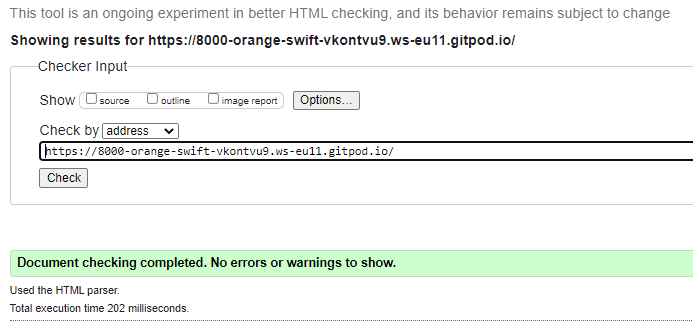 This tool is an ongoing experiment in better HTML checking, and its behavior remains subject to change
Showing results for https://8000-orange-swift-vkontvu9.ws-eu11.gitpod.io/
Checker Input
Show source outline image report Options...
Check by address
https://8000-orange-swift-vkontvu9.ws-eu11.gitpod.io/
Check
Document checking completed. No errors or warnings to show.
Used the HTML parser.
Total execution time 202 milliseconds.